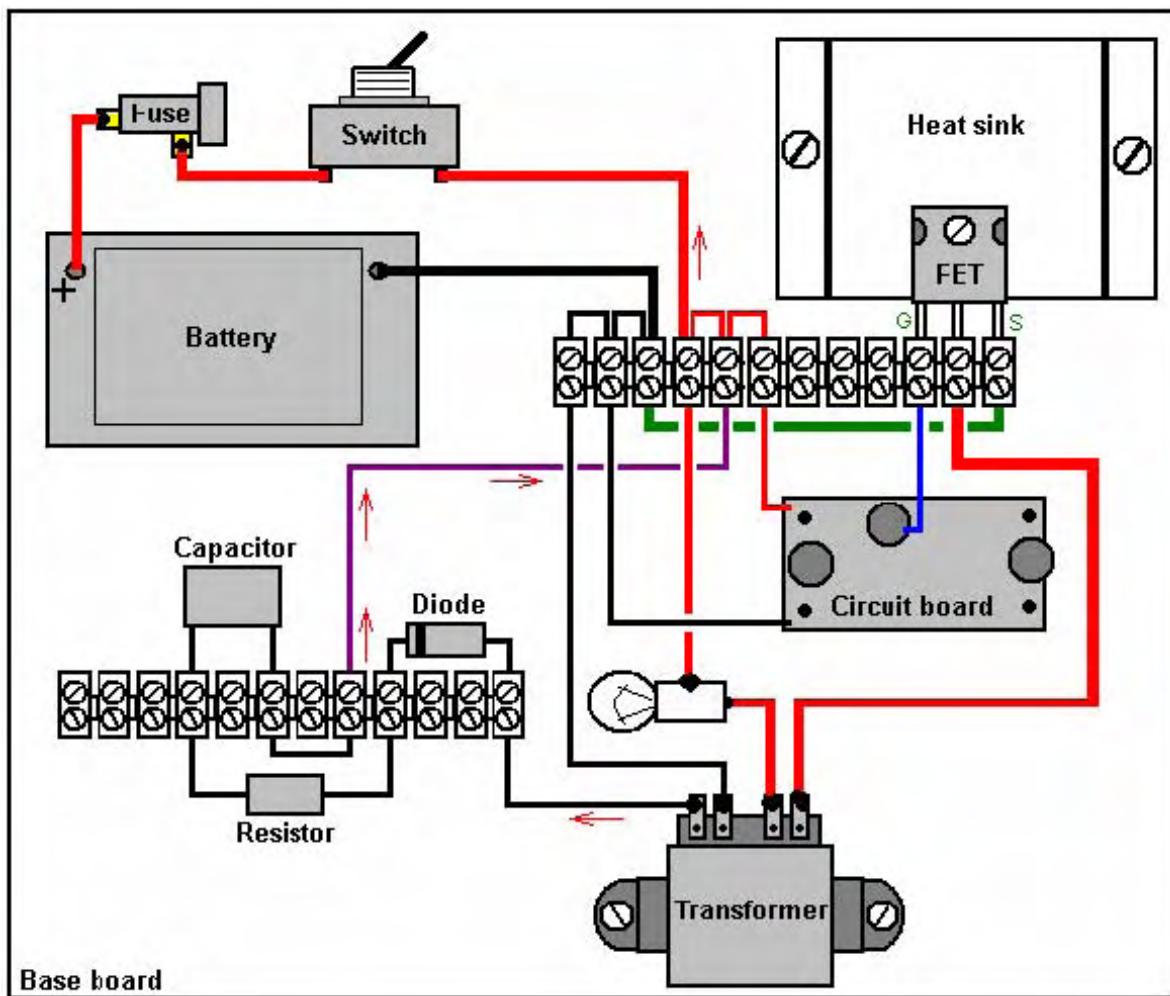 Fuse
Switch
Heat sink
FET
+
Battery
G
S
Capacitor
Diode
Circuit board
Resistor
Transformer
Base board